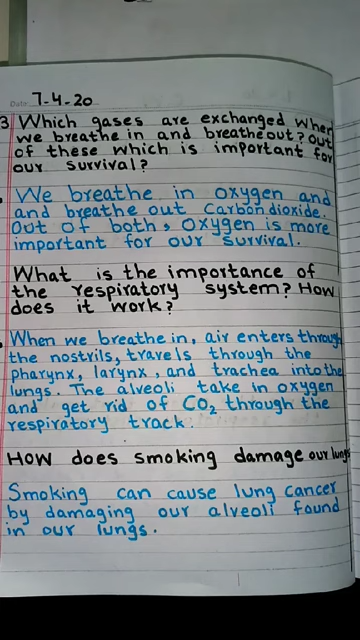 Date: 7-4-20
3 Which gases are exchanged when
we breathe in and breathe out? Out
of these which is important for
our survival?
We breathe in oxygen and
and breathe out Carbondioxide.
Out of both, oxygen is more
important for our survival.
What is the importance of
the respiratory system? How
does it work?
When we breathe in, air enters through
the nostrils, travels through the
pharynx, larynx, and trachea into the
lungs. The alveoli take in oxygen
and get rid of CO₂ through the
respiratory track.
How does smoking damage our lungs
Smoking can cause lung cancer
by damaging our alveoli found
in our lungs.